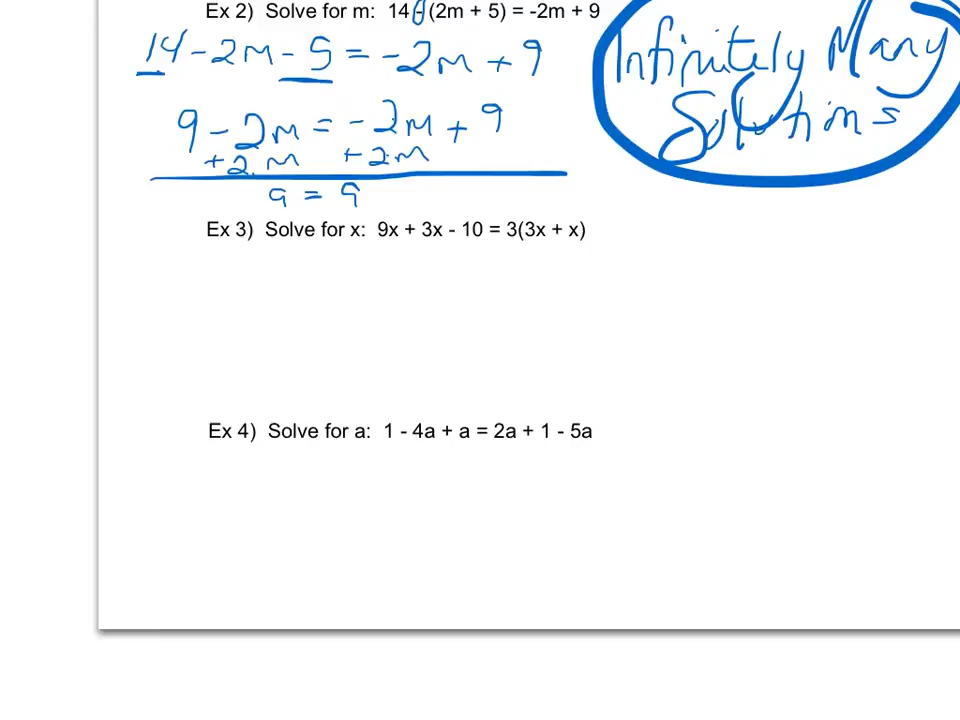 Ex 2) Solve for m: 14 - (2m + 5) = -2m + 9
14 - 2m - 5 = -2m + 9
Infinitely Many
Solutions
9 - 2m = -2m + 9
+2m +2m
9 = 9
Ex 3) Solve for x: 9x + 3x - 10 = 3(3x + x)
Ex 4) Solve for a: 1 - 4a + a = 2a + 1 - 5a